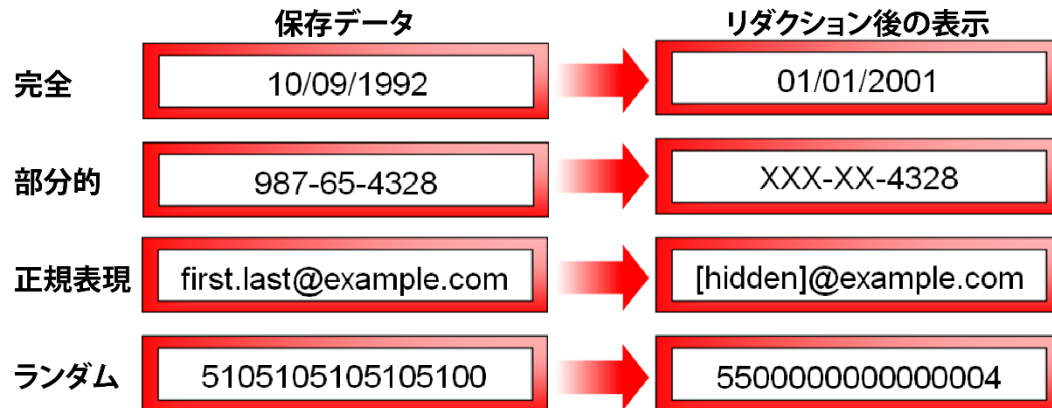 保存データ リダクション後の表示
完全 10/09/1992 01/01/2001
部分的 987-65-4328 XXX-XX-4328
正規表現 first.last@example.com [hidden]@example.com
ランダム 5105105105105100 5500000000000004